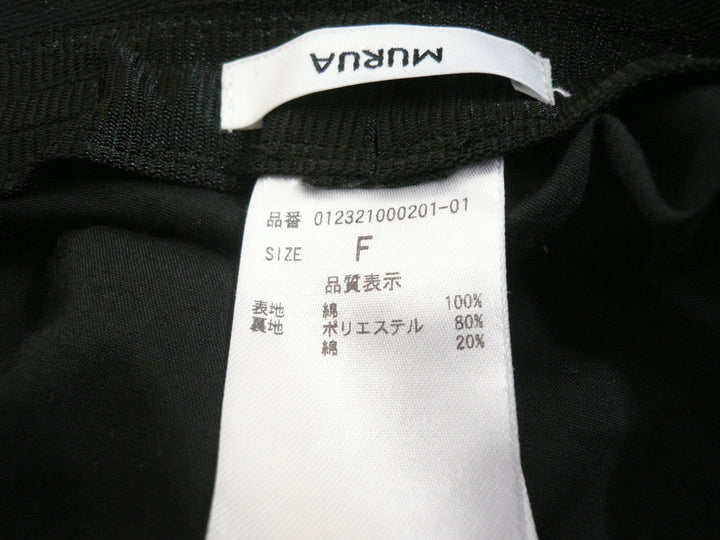 MURUA
品番 012321000201-01
SIZE F
品質表示
表地 綿 100%
裏地 ポリエステル 80%
綿 20%